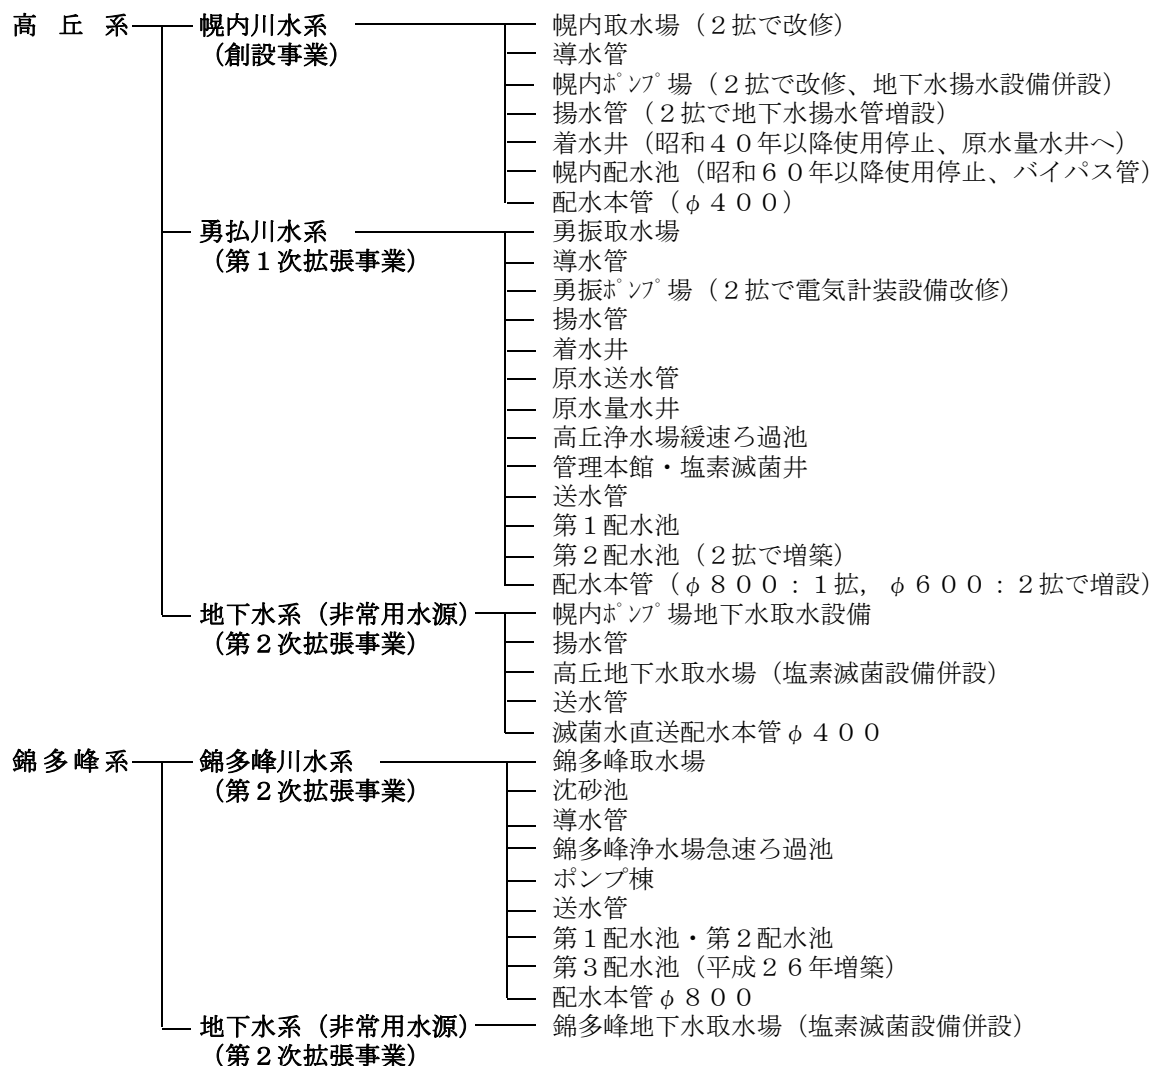 高丘系 幌内川水系 幌内取水場（２拡で改修）
（創設事業） 導水管
幌内ﾎﾟﾝﾌﾟ場（２拡で改修、地下水揚水設備併設）
揚水管（２拡で地下水揚水管増設）
着水井（昭和４０年以降使用停止、原水量水井へ）
幌内配水池（昭和６０年以降使用停止、バイパス管）
配水本管（φ４００）
勇払川水系 勇振取水場
（第１次拡張事業） 導水管
勇振ﾎﾟﾝﾌﾟ場（２拡で電気計装設備改修）
揚水管
着水井
原水送水管
原水量水井
高丘浄水場緩速ろ過池
管理本館・塩素滅菌井
送水管
第１配水池
第２配水池（２拡で増築）
配水本管（φ８００：１拡，φ６００：２拡で増設）
地下水系（非常用水源） 幌内ﾎﾟﾝﾌﾟ場地下水取水設備
（第２次拡張事業） 揚水管
高丘地下水取水場（塩素滅菌設備併設）
送水管
滅菌水直送配水本管φ４００
錦多峰系 錦多峰川水系 錦多峰取水場
（第２次拡張事業） 沈砂池
導水管
錦多峰浄水場急速ろ過池
ポンプ棟
送水管
第１配水池・第２配水池
第３配水池（平成２６年増築）
配水本管φ８００
地下水系（非常用水源） 錦多峰地下水取水場（塩素滅菌設備併設）
（第２次拡張事業）